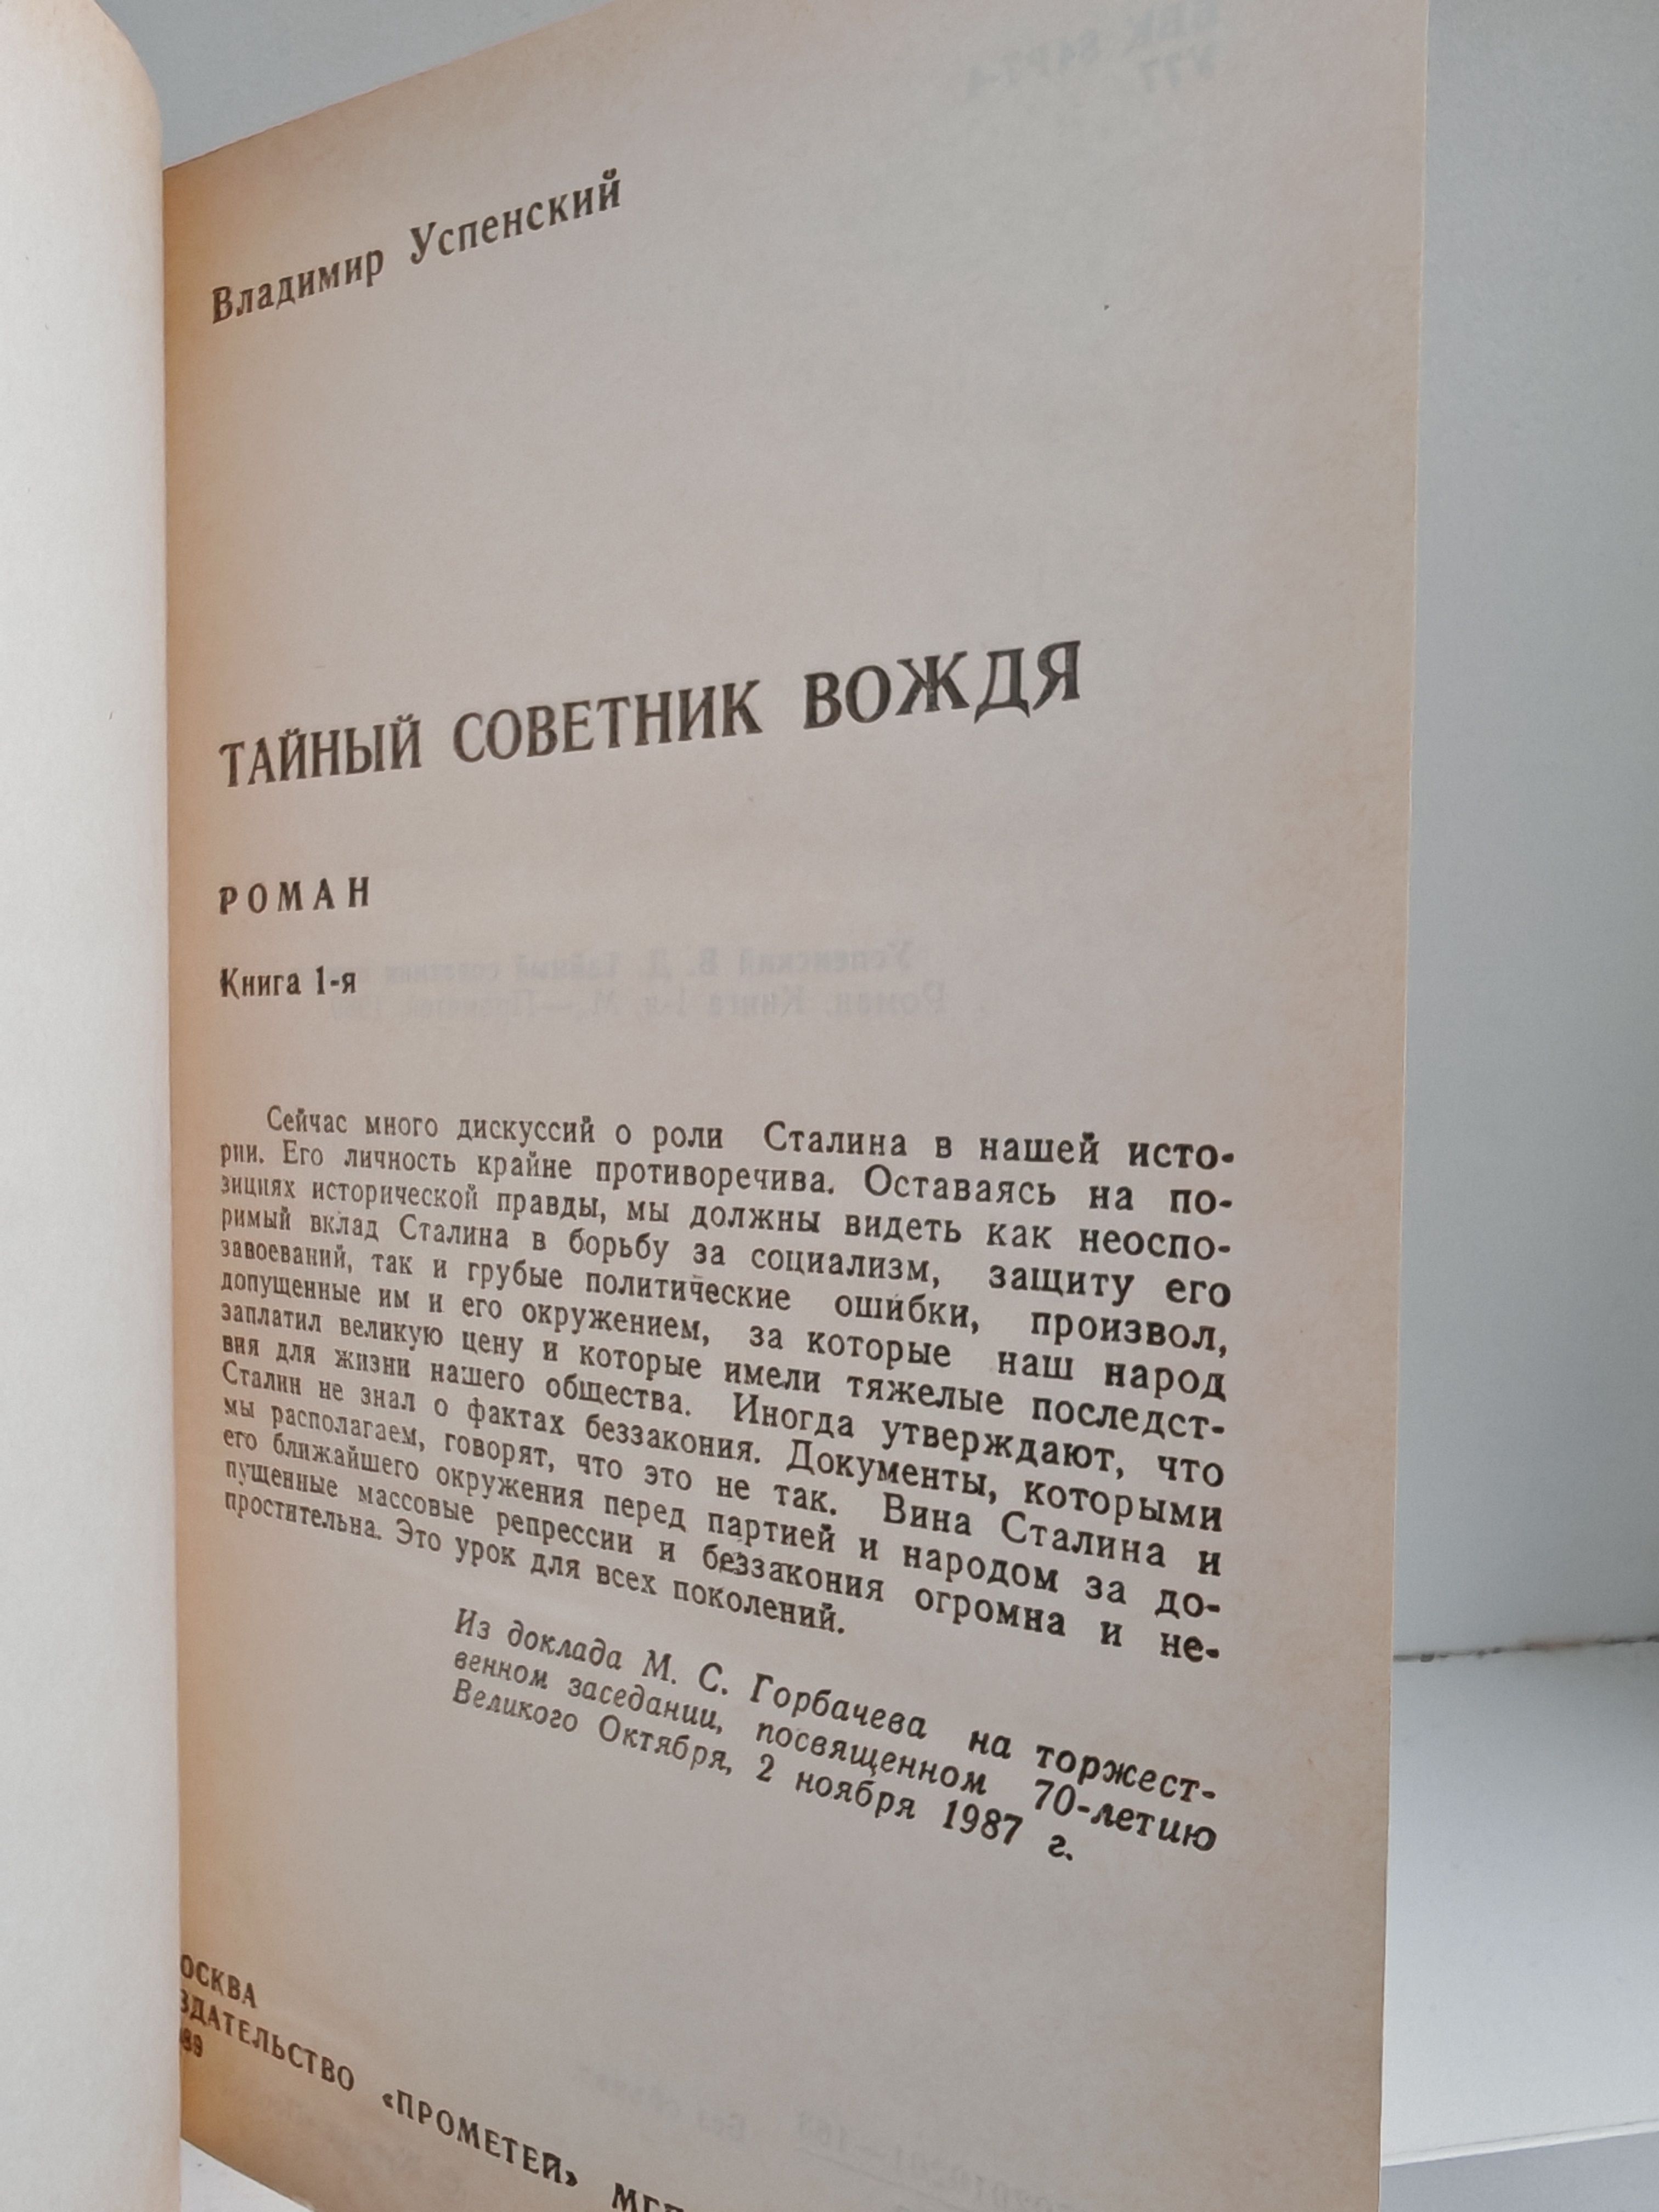 Владимир Успенский
ТАЙНЫЙ СОВЕТНИК ВОЖДЯ
РОМАН
Книга 1-я
Сейчас много дискуссий о роли Сталина в нашей исто-
рии. Его личность крайне противоречива. Оставаясь на по-
зициях исторической правды, мы должны видеть как неоспо-
римый вклад Сталина в борьбу за социализм, защиту его
завоеваний, так и грубые политические ошибки, произвол,
допущенные им и его окружением, за которые наш народ
заплатил великую цену и которые имели тяжелые последст-
вия для жизни нашего общества. Иногда утверждают, что
Сталин не знал о фактах беззакония. Документы, которыми
мы располагаем, говорят, что это не так. Вина Сталина и
его ближайшего окружения перед партией и народом за до-
пущенные массовые репрессии и беззакония огромна и не-
простительна. Это урок для всех поколений.
Из доклада М. С. Горбачева на торжест-
венном заседании, посвященном 70-летию
Великого Октября, 2 ноября 1987 г.
ОСКВА
ЗДАТЕЛЬСТВО «ПРОМЕТЕЙ»
89